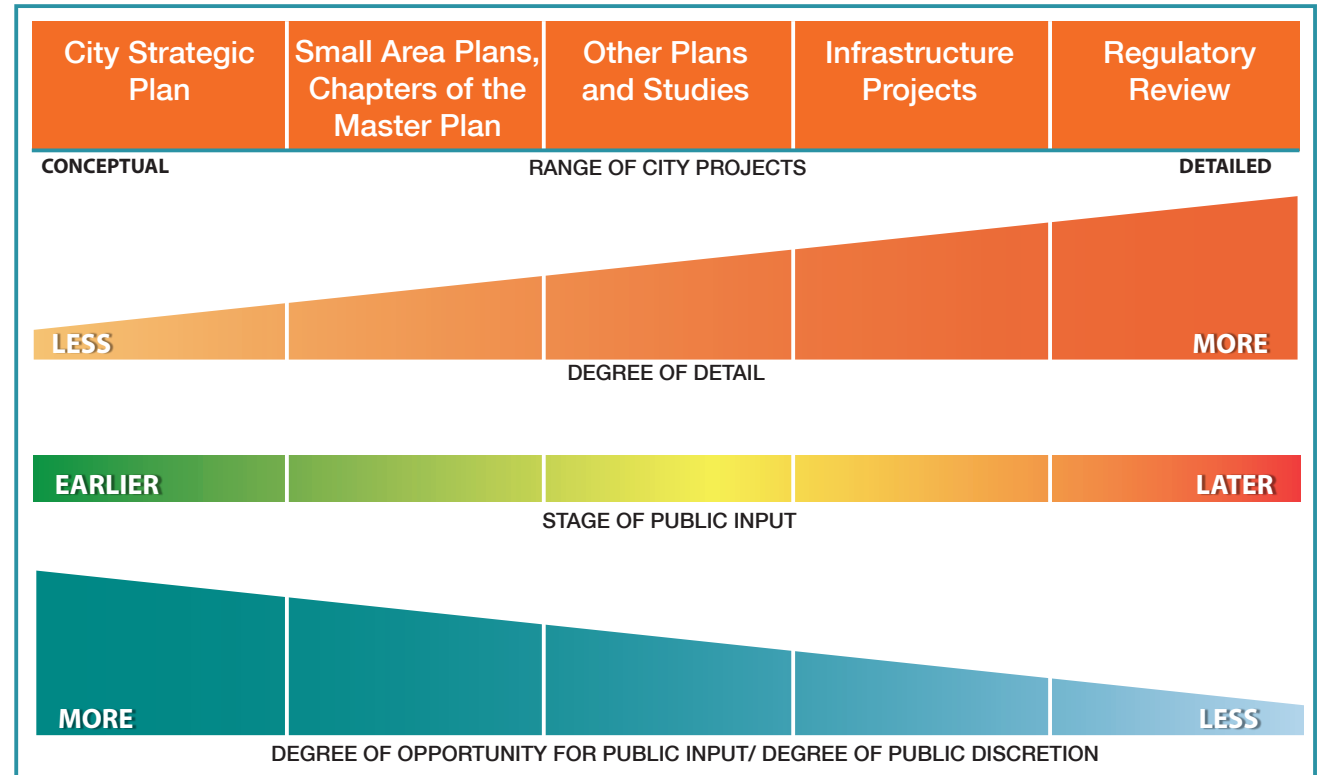 City Strategic
Plan
Small Area Plans,
Chapters of the
Master Plan
Other Plans
and Studies
Infrastructure
Projects
Regulatory
Review
CONCEPTUAL
RANGE OF CITY PROJECTS
DETAILED
LESS
MORE
DEGREE OF DETAIL
EARLIER
LATER
STAGE OF PUBLIC INPUT
MORE
LESS
DEGREE OF OPPORTUNITY FOR PUBLIC INPUT/ DEGREE OF PUBLIC DISCRETION